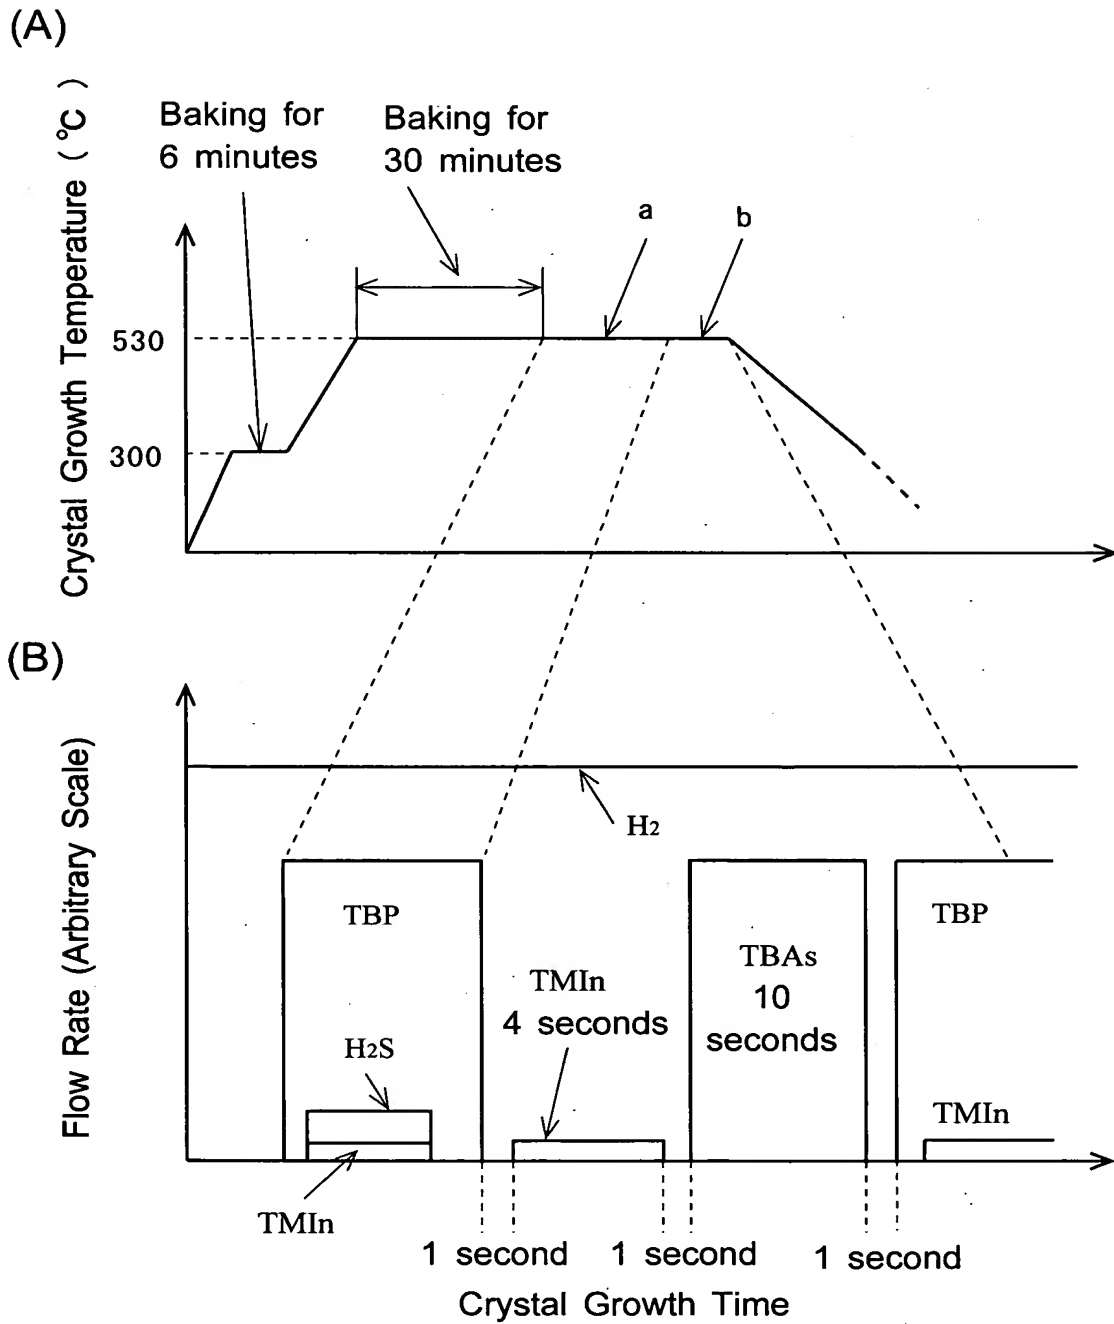 (A)
Crystal Growth Temperature (°C)
Baking for
6 minutes
Baking for
30 minutes
a
b
530
300
(B)
Flow Rate (Arbitrary Scale)
H2
TBP
TBP
TBAs
10
seconds
TMIn
4 seconds
H2S
TMIn
TMIn
1 second
1 second
1 second
Crystal Growth Time